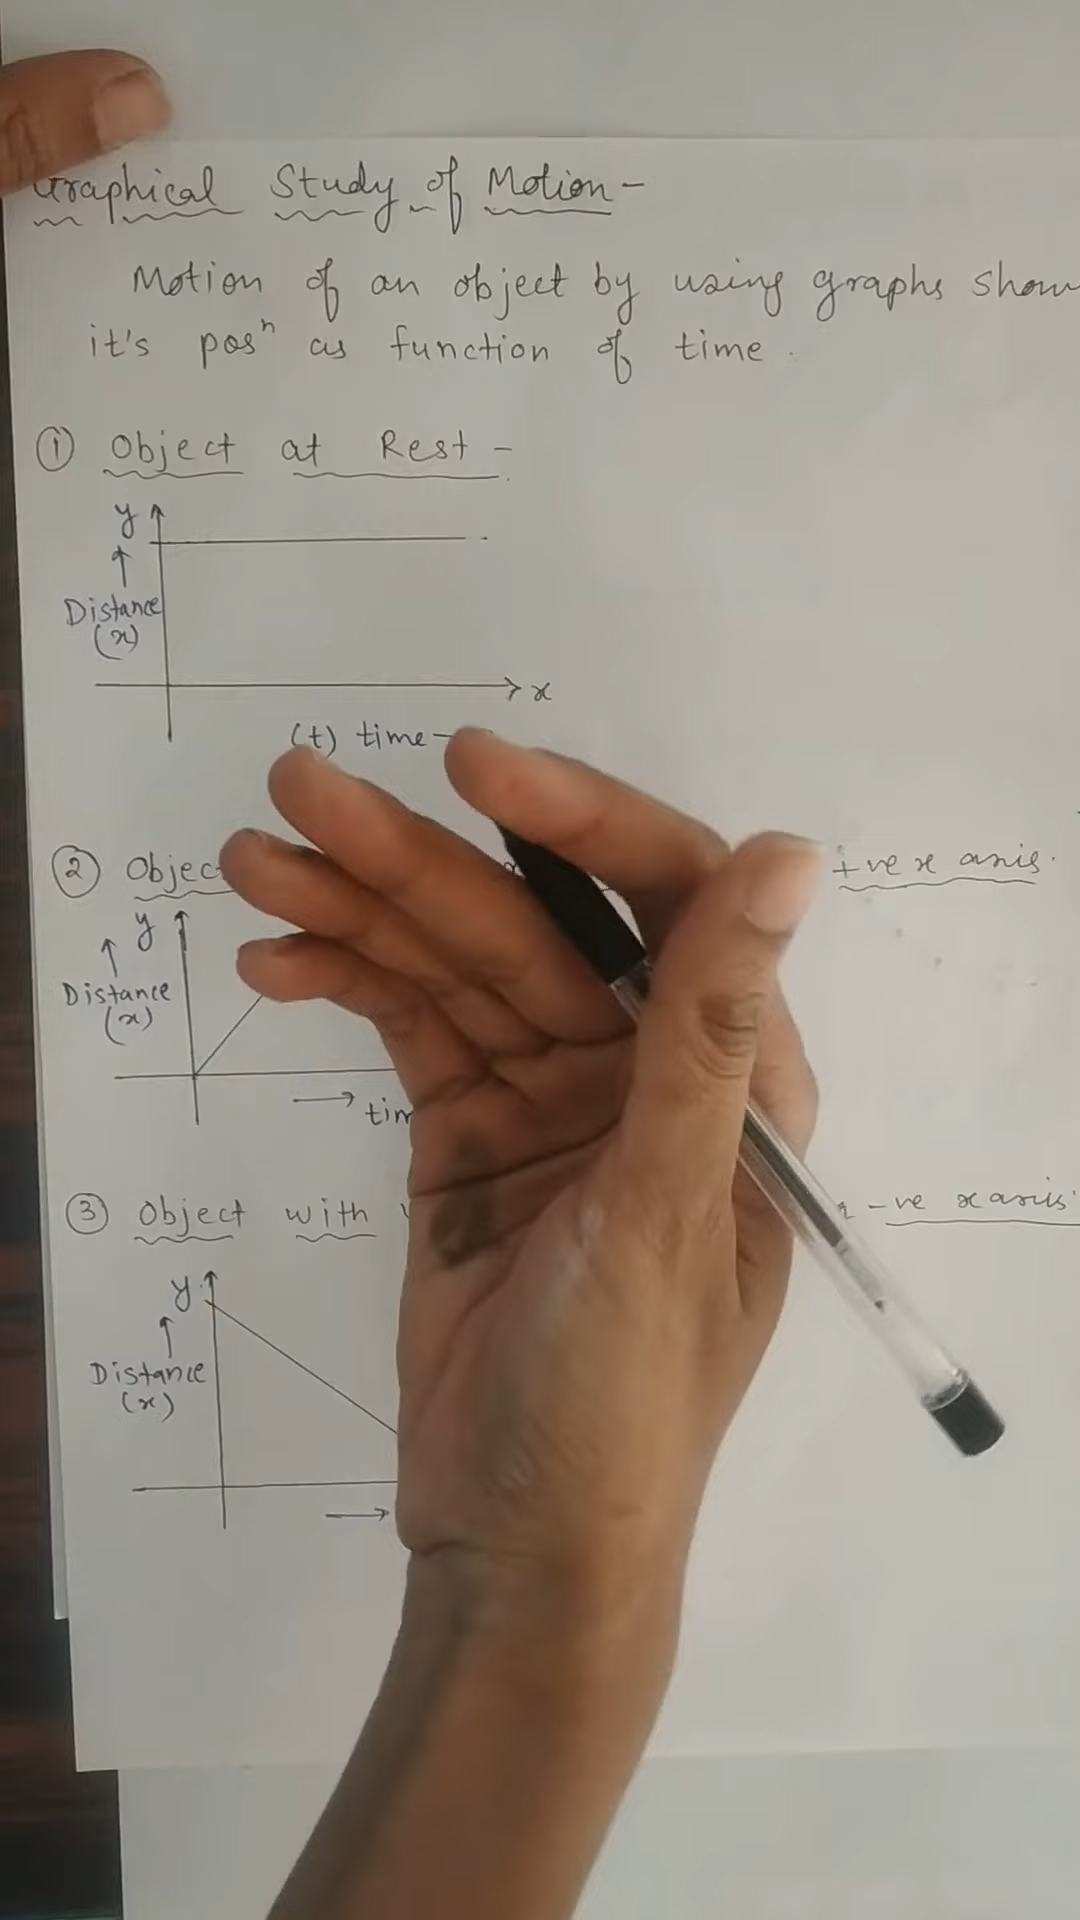 Graphical Study of Motion -
Motion of an object by using graphs show
it's posⁿ as function of time.
① Object at Rest -
y
Distance
(x)
x
(t) time
② Objec
+ve x axis.
y
Distance
(x)
tim
③ Object with
-ve x axis
y
Distance
(x)